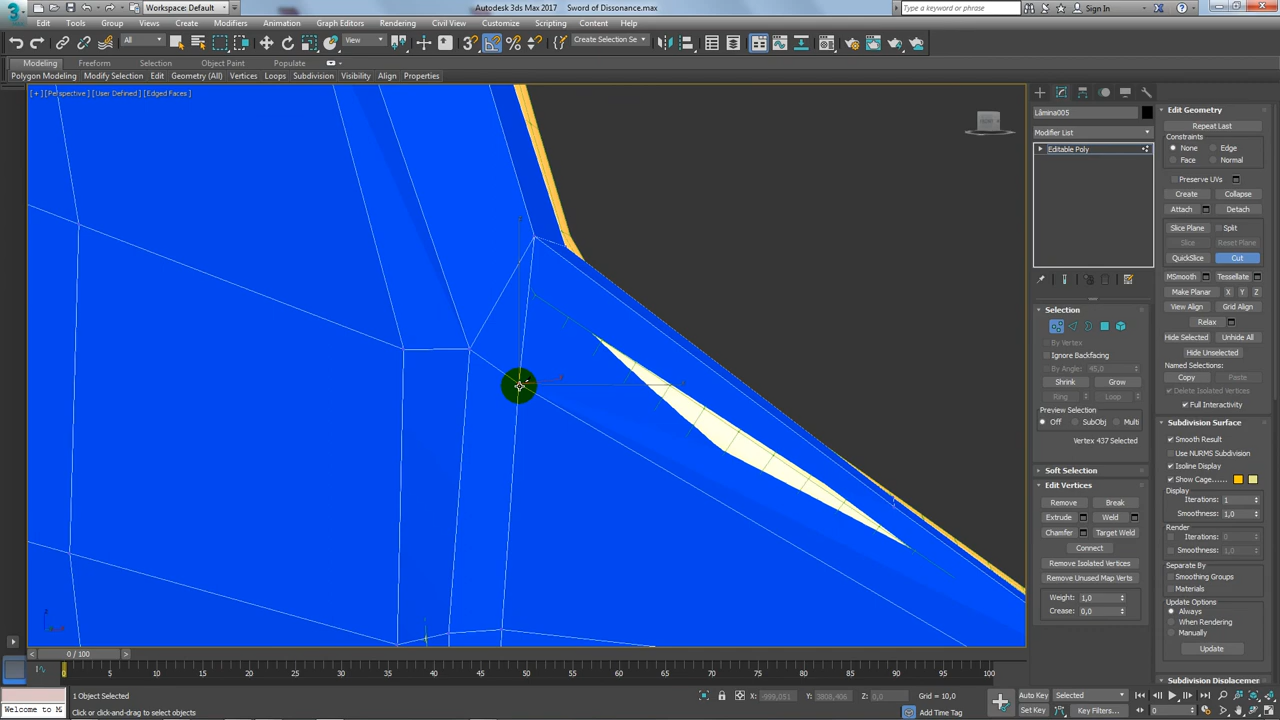 Workspace: Default
Autodesk 3ds Max 2017
Sword of Dissonance.max
Type a keyword or phrase
Sign In
Edit Tools Group Views Create Modifiers Animation Graph Editors Rendering Civil View Customize Scripting Content Help
All View Create Selection Se
Modeling Freeform Selection Object Paint Populate
Polygon Modeling Modify Selection Edit Geometry (All) Vertices Loops Subdivision Visibility Align Properties
[ + ] [Perspective ] [User Defined ] [Edged Faces ]
Lâmina005
Modifier List
Editable Poly
Edit Geometry
Repeat Last
Constraints
None Edge
Face Normal
Preserve UVs
Create Collapse
Attach Detach
Slice Plane Split
Slice Reset Plane
QuickSlice Cut
MSmooth Tessellate
Make Planar X Y Z
View Align Grid Align
Relax
Hide Selected Unhide All
Hide Unselected
Named Selections:
Copy Paste
Delete Isolated Vertices
Full Interactivity
Selection
By Vertex
Ignore Backfacing
By Angle: 45,0
Shrink Grow
Ring Loop
Preview Selection
Off SubObj Multi
Vertex 437 Selected
Soft Selection
Edit Vertices
Remove Break
Extrude Weld
Chamfer Target Weld
Connect
Remove Isolated Vertices
Remove Unused Map Verts
Weight: 1,0
Crease: 0,0
Subdivision Surface
Smooth Result
Use NURMS Subdivision
Isoline Display
Show Cage......
Display
Iterations: 1
Smoothness: 1,0
Render
Iterations: 0
Smoothness: 1,0
Separate By
Smoothing Groups
Materials
Update Options
Always
When Rendering
Manually
Update
Subdivision Displacement
0 / 100
0 5 10 15 20 25 30 35 40 45 50 55 60 65 70 75 80 85 90 95 100
1 Object Selected
X: -999,051 Y: 3808,406 Z: 0,0 Grid = 10,0
Auto Key Selected
Welcome to M
Click or click-and-drag to select objects
Add Time Tag
Set Key Key Filters... 0